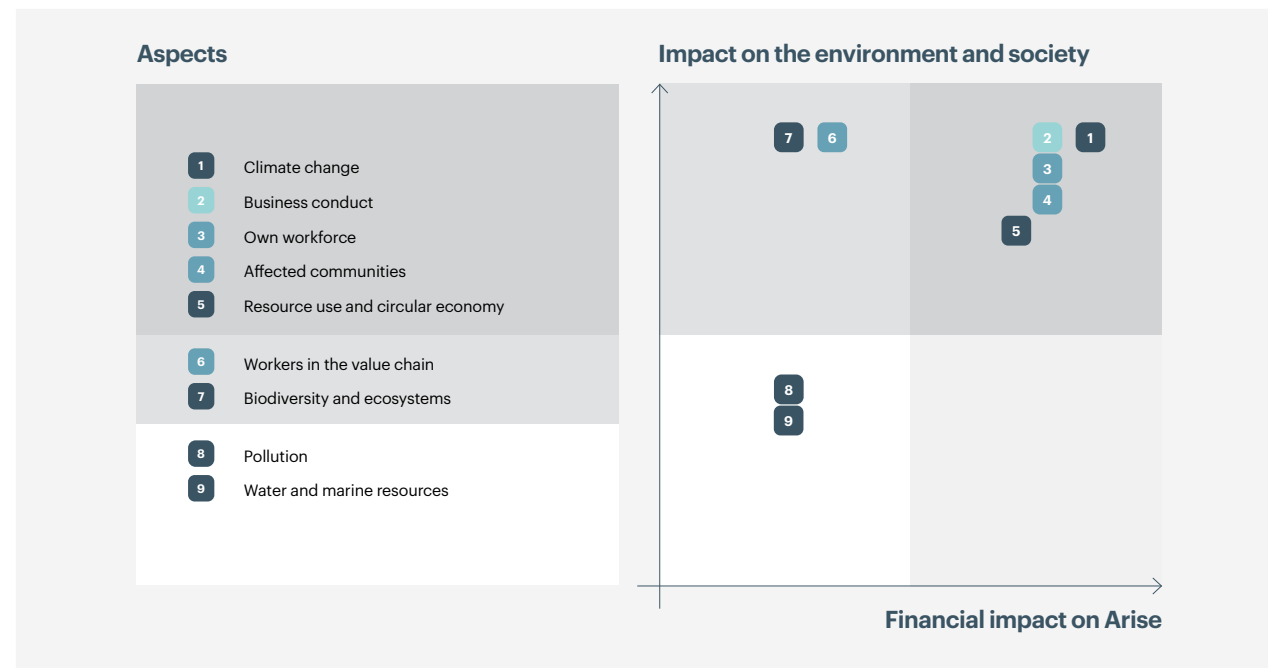 Aspects
1 Climate change
2 Business conduct
3 Own workforce
4 Affected communities
5 Resource use and circular economy
6 Workers in the value chain
7 Biodiversity and ecosystems
8 Pollution
9 Water and marine resources
Impact on the environment and society
7 6 2 1
3
4
5
8
9
Financial impact on Arise